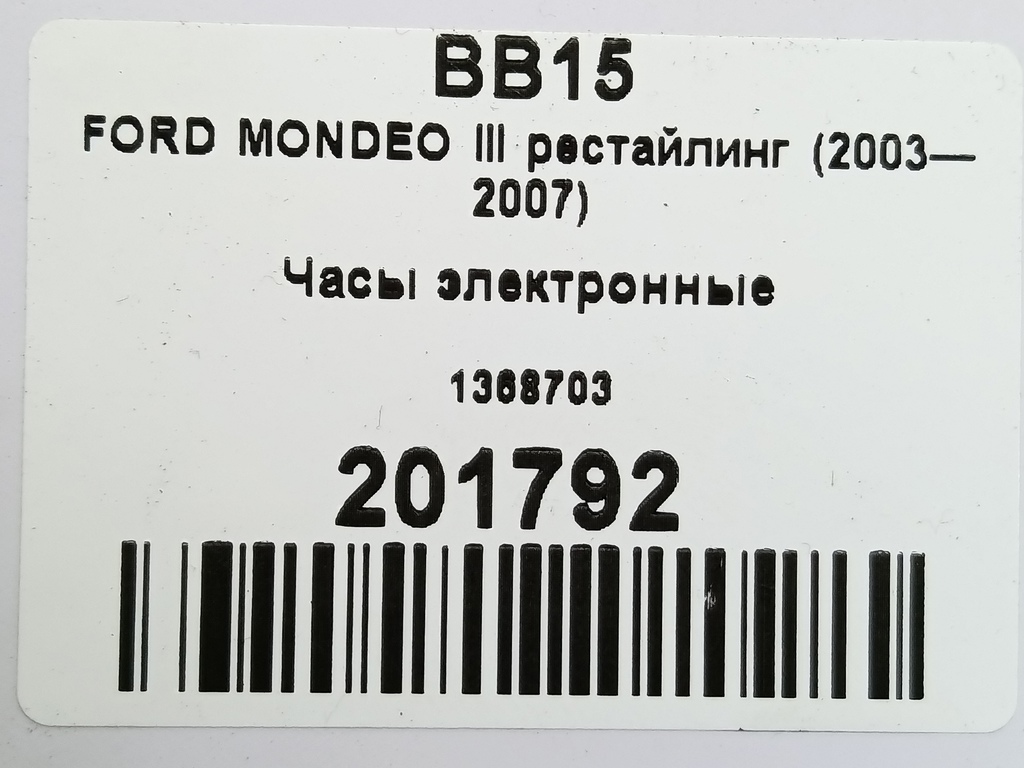 BB15
FORD MONDEO III рестайлинг (2003—
2007)
Часы электронные
1368703
201792